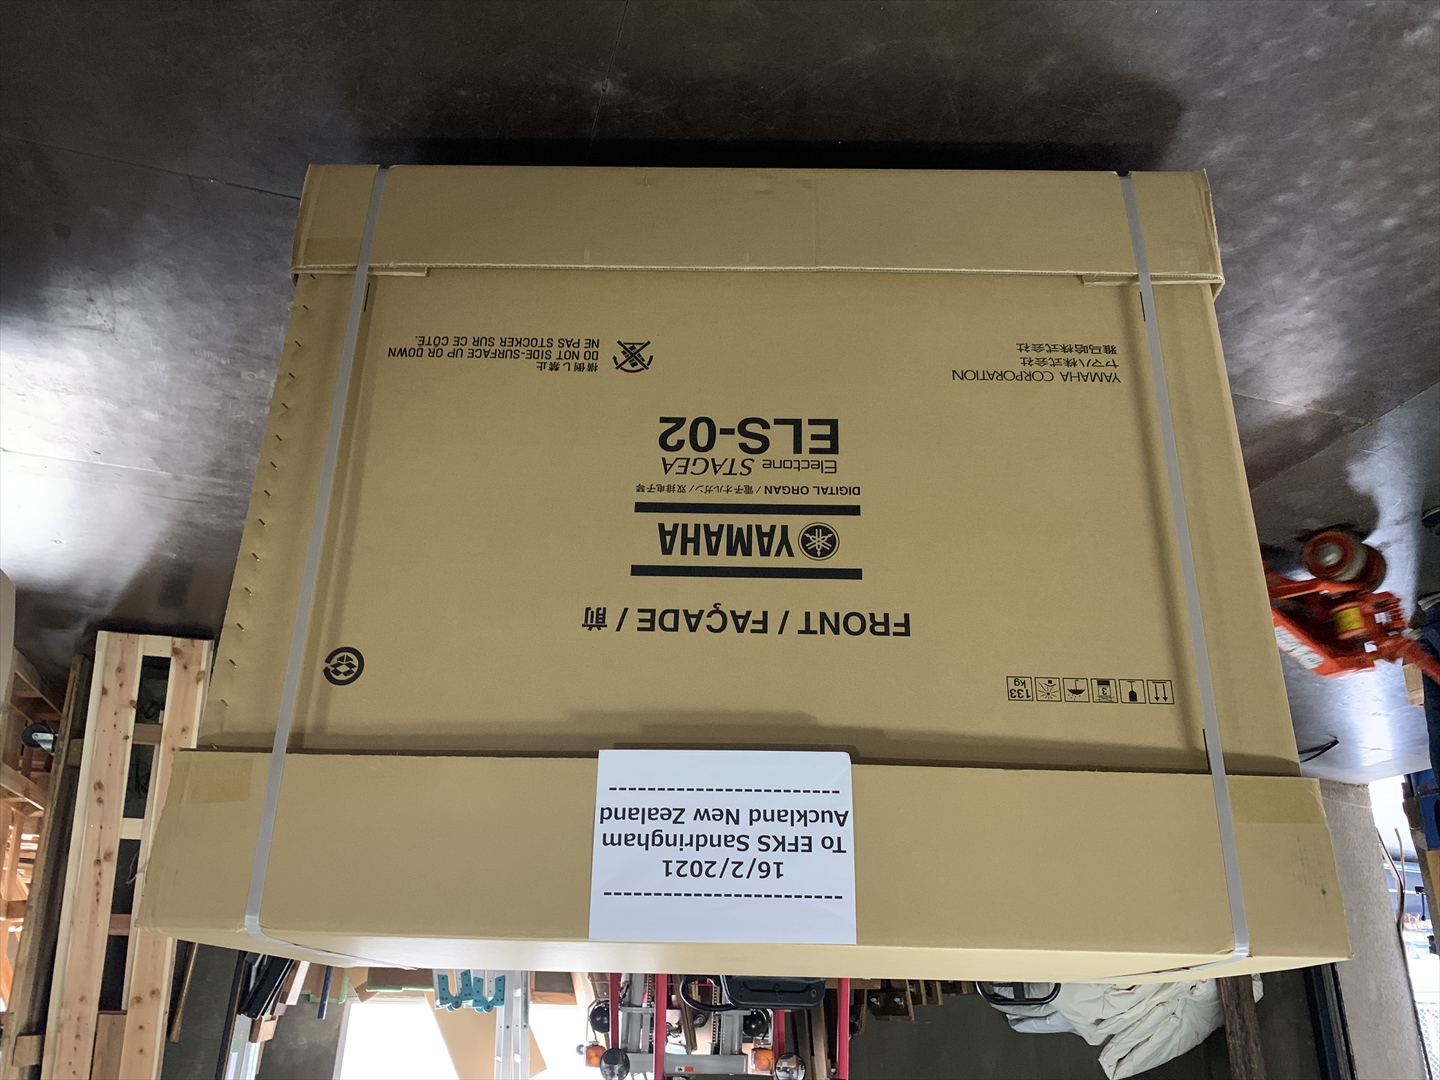 ----------------------
16/2/2021
To EFKS Sandringham
Auckland New Zealand
----------------------
133
kg
3
FRONT / FAÇADE / 前
YAMAHA
DIGITAL ORGAN / 電子オルガン / 双排电子琴
Electone STAGEA
ELS-02
YAMAHA CORPORATION
ヤマハ株式会社
雅马哈株式会社
横倒し禁止
DO NOT SIDE-SURFACE UP OR DOWN
NE PAS STOCKER SUR CE CÔTÉ.